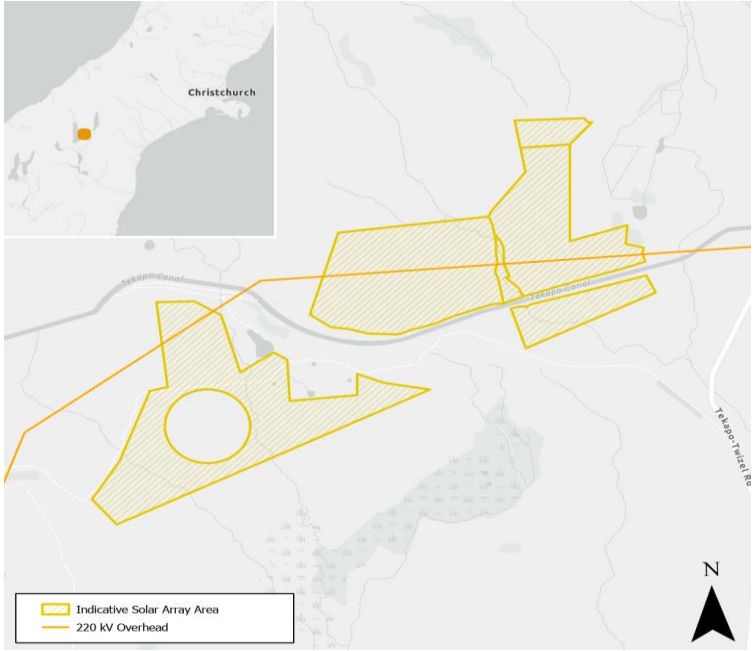 Christchurch
Tekapo-Canal
Tekapo-Canal
Tekapo-Twizel Ro
N
Indicative Solar Array Area
220 kV Overhead